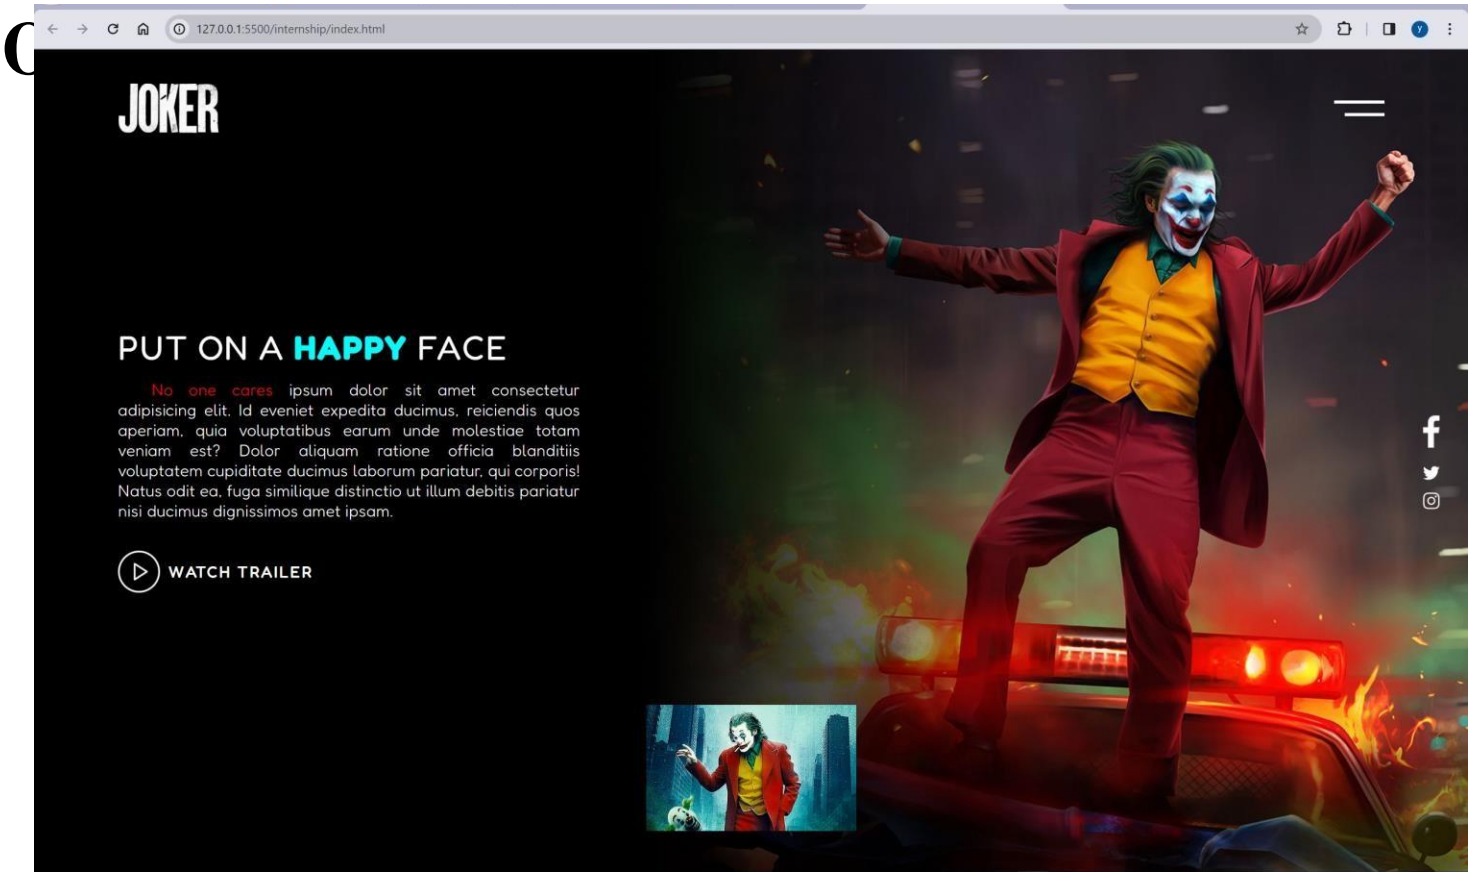 127.0.0.1:5500/internship/index.html
y
JOKER
PUT ON A HAPPY FACE
No one cares ipsum dolor sit amet consectetur
adipisicing elit. Id eveniet expedita ducimus, reiciendis quos
aperiam, quia voluptatibus earum unde molestiae totam
veniam est? Dolor aliquam ratione officia blanditiis
voluptatem cupiditate ducimus laborum pariatur, qui corporis!
Natus odit ea, fuga similique distinctio ut illum debitis pariatur
nisi ducimus dignissimos amet ipsam.
WATCH TRAILER